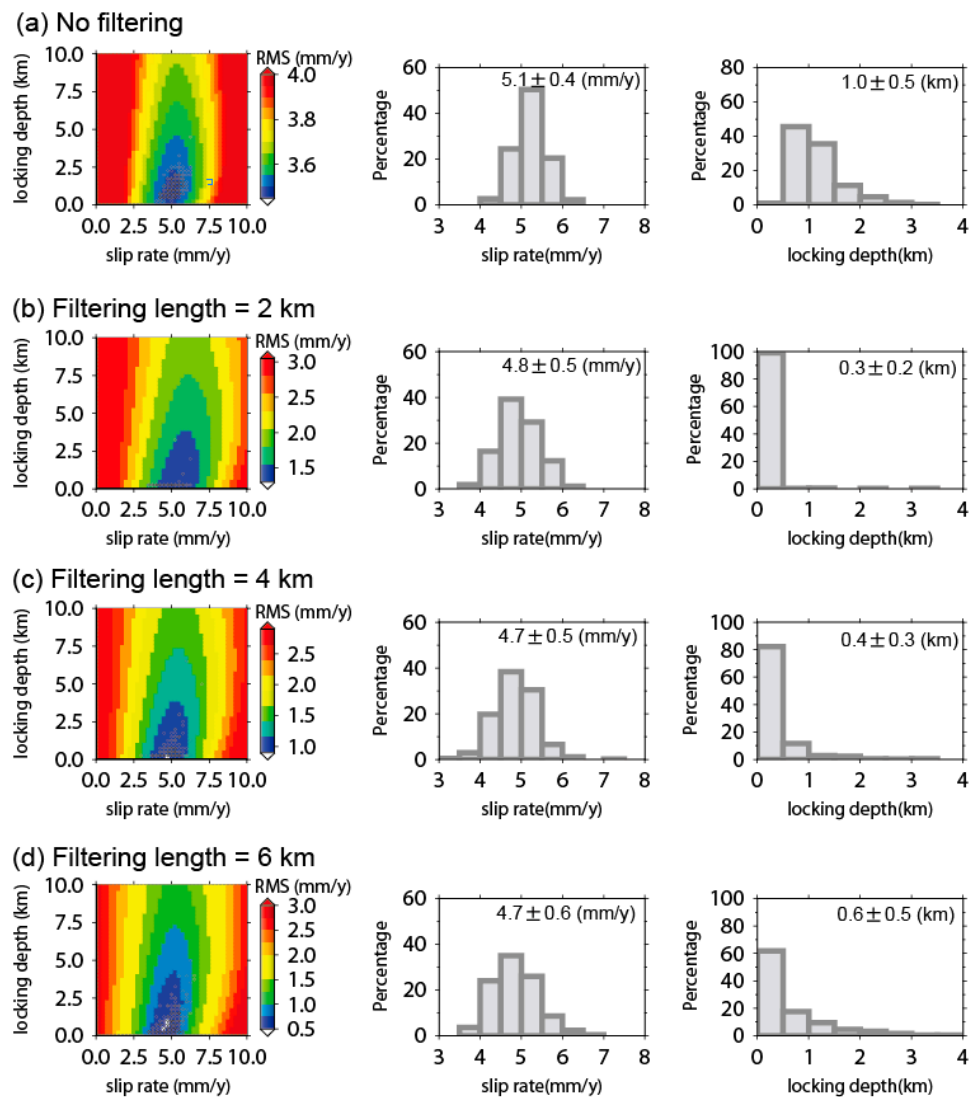 (a) No filtering
RMS (mm/y)
10.0
7.5
5.0
2.5
0.0
locking depth (km)
0.0 2.5 5.0 7.5 10.0
slip rate (mm/y)
4.0
3.8
3.6
60
40
20
0
Percentage
5.1 ± 0.4 (mm/y)
3 4 5 6 7 8
slip rate(mm/y)
80
60
40
20
0
Percentage
1.0 ± 0.5 (km)
0 1 2 3 4
locking depth(km)
(b) Filtering length = 2 km
RMS (mm/y)
10.0
7.5
5.0
2.5
0.0
locking depth (km)
0.0 2.5 5.0 7.5 10.0
slip rate (mm/y)
3.0
2.5
2.0
1.5
60
40
20
0
Percentage
4.8 ± 0.5 (mm/y)
3 4 5 6 7 8
slip rate(mm/y)
100
80
60
40
20
0
Percentage
0.3 ± 0.2 (km)
0 1 2 3 4
locking depth(km)
(c) Filtering length = 4 km
RMS (mm/y)
10.0
7.5
5.0
2.5
0.0
locking depth (km)
0.0 2.5 5.0 7.5 10.0
slip rate (mm/y)
2.5
2.0
1.5
1.0
60
40
20
0
Percentage
4.7 ± 0.5 (mm/y)
3 4 5 6 7 8
slip rate(mm/y)
100
80
60
40
20
0
Percentage
0.4 ± 0.3 (km)
0 1 2 3 4
locking depth(km)
(d) Filtering length = 6 km
RMS (mm/y)
10.0
7.5
5.0
2.5
0.0
locking depth (km)
0.0 2.5 5.0 7.5 10.0
slip rate (mm/y)
3.0
2.5
2.0
1.5
1.0
0.5
60
40
20
0
Percentage
4.7 ± 0.6 (mm/y)
3 4 5 6 7 8
slip rate(mm/y)
100
80
60
40
20
0
Percentage
0.6 ± 0.5 (km)
0 1 2 3 4
locking depth(km)